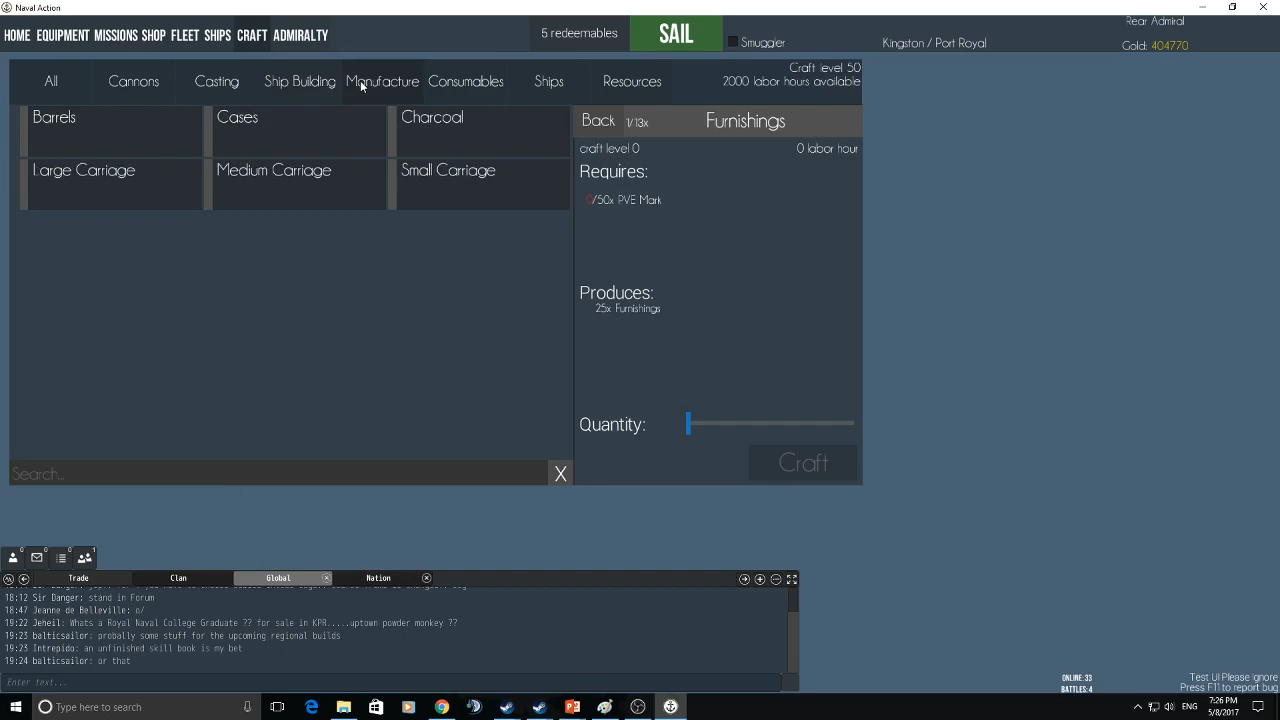 Naval Action
HOME EQUIPMENT MISSIONS SHOP FLEET SHIPS CRAFT ADMIRALTY
5 redeemables
SAIL
Smuggler
Kingston / Port Royal
Rear Admiral
Gold: 404770
All Cannons Casting Ship Building Manufacture Consumables Ships Resources
Craft level 50
2000 labor hours available
Barrels Cases Charcoal
Large Carriage Medium Carriage Small Carriage
Back 1/13x Furnishings
craft level 0 0 labor hour
Requires:
0/50x PVE Mark
Produces:
25x Furnishings
Quantity:
Craft
Search... X
0 0 0 1
Trade Clan Global Nation
18:12 Sir Danger: stand in Forum
18:47 Jeanne de Belleville: o/
19:22 Jeheil: Whats a Royal Naval College Graduate ?? for sale in KPR.....uptown powder monkey ??
19:23 balticsailor: probally some stuff for the upcoming regional builds
19:23 Intrepido: an unfinished skill book is my bet
19:24 balticsailor: or that
Enter text...
ONLINE:33
BATTLES:4
Test UI Please Ignore
Press F11 to report bug
Type here to search
ENG
7:26 PM
5/8/2017